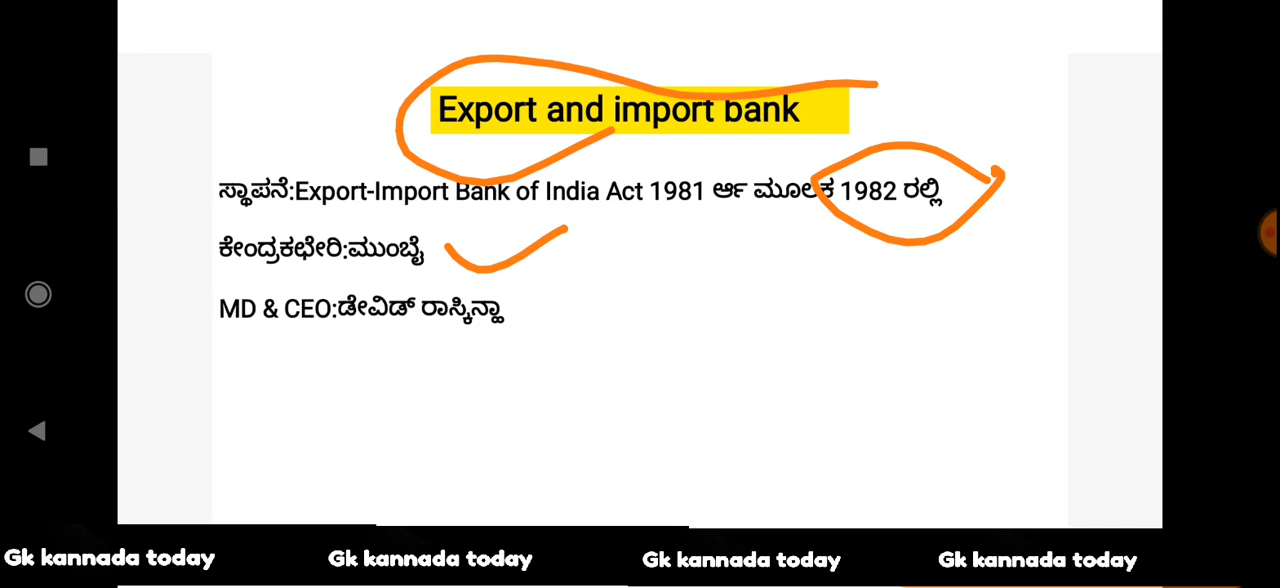 Export and import bank
ಸ್ಥಾಪನೆ:Export-Import Bank of India Act 1981 ರ್ಆ ಮೂಲಕ 1982 ರಲ್ಲಿ
ಕೇಂದ್ರಕಛೇರಿ:ಮುಂಬೈ
MD & CEO:ಡೇವಿಡ್ ರಾಸ್ಕಿನ್ಹಾ
Gk kannada today Gk kannada today Gk kannada today Gk kannada today